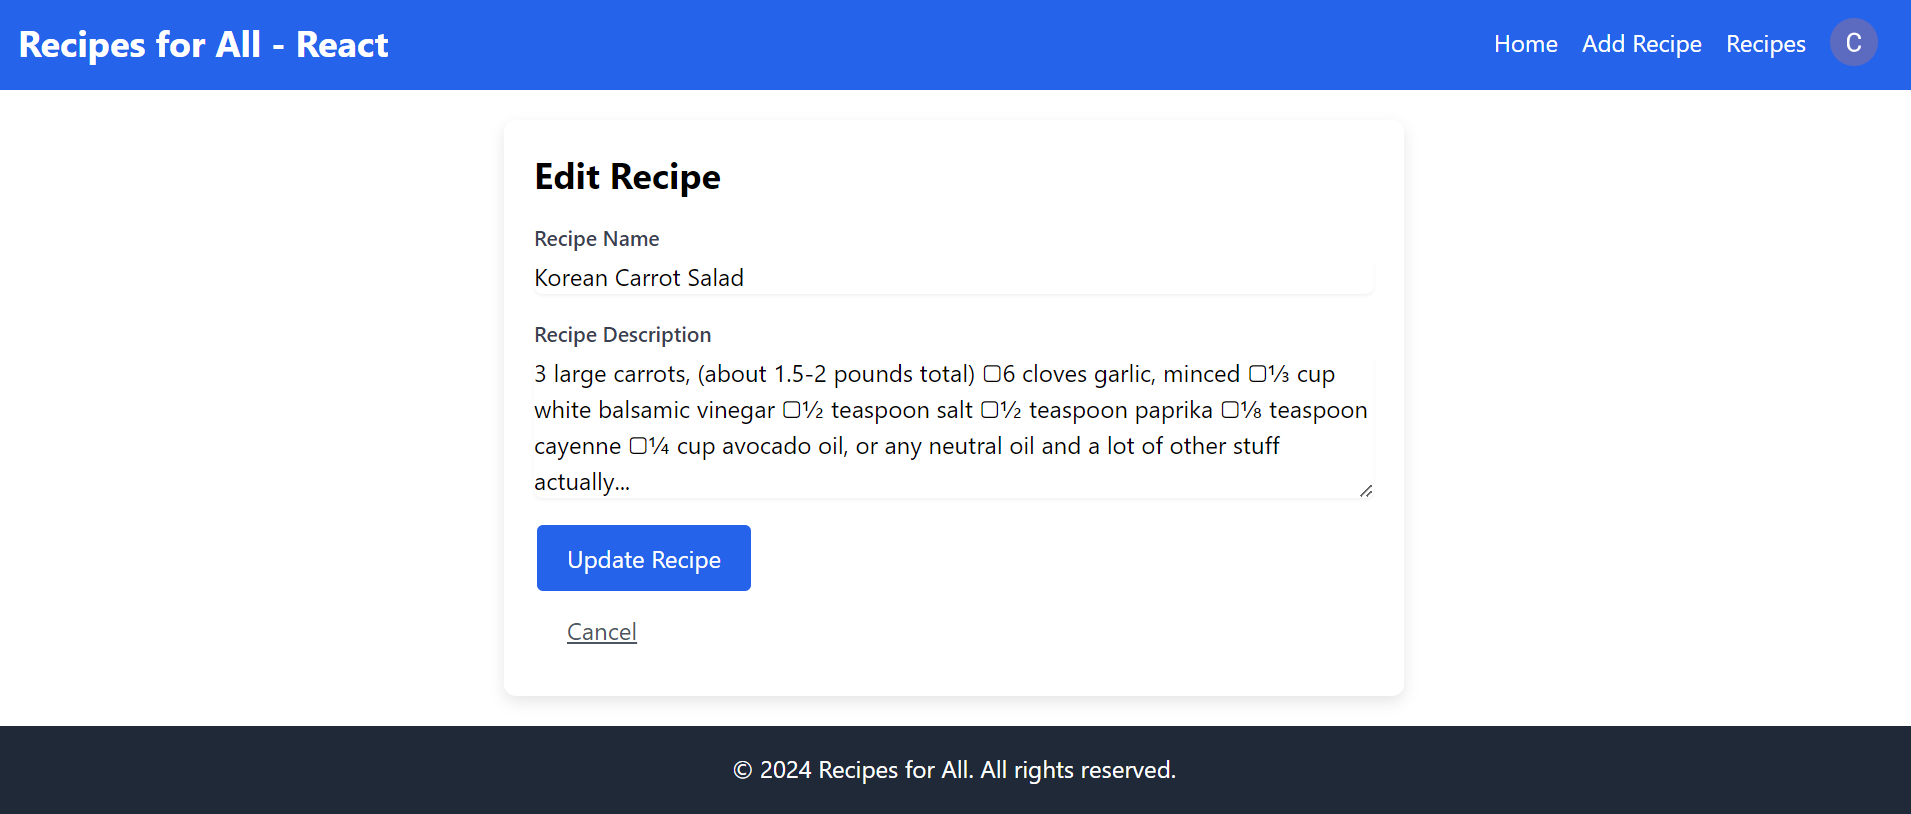 Recipes for All - React
Home Add Recipe Recipes C
Edit Recipe
Recipe Name
Korean Carrot Salad
Recipe Description
3 large carrots, (about 1.5-2 pounds total) ▢6 cloves garlic, minced ▢⅓ cup
white balsamic vinegar ▢½ teaspoon salt ▢½ teaspoon paprika ▢⅛ teaspoon
cayenne ▢¼ cup avocado oil, or any neutral oil and a lot of other stuff
actually...
Update Recipe
Cancel
© 2024 Recipes for All. All rights reserved.